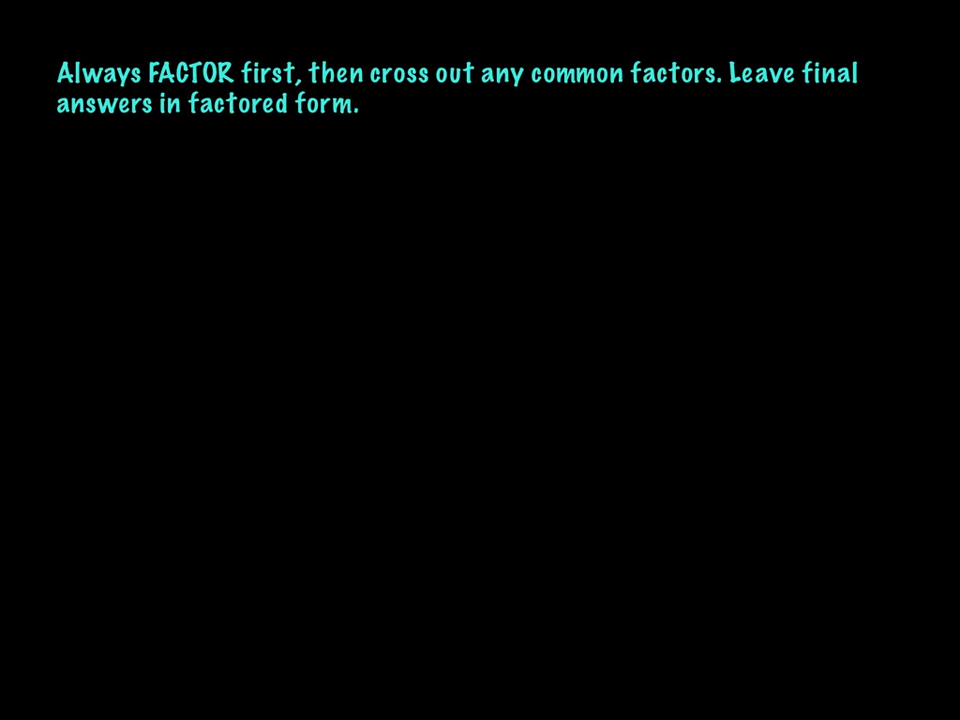 Always FACTOR first, then cross out any common factors. Leave final
answers in factored form.